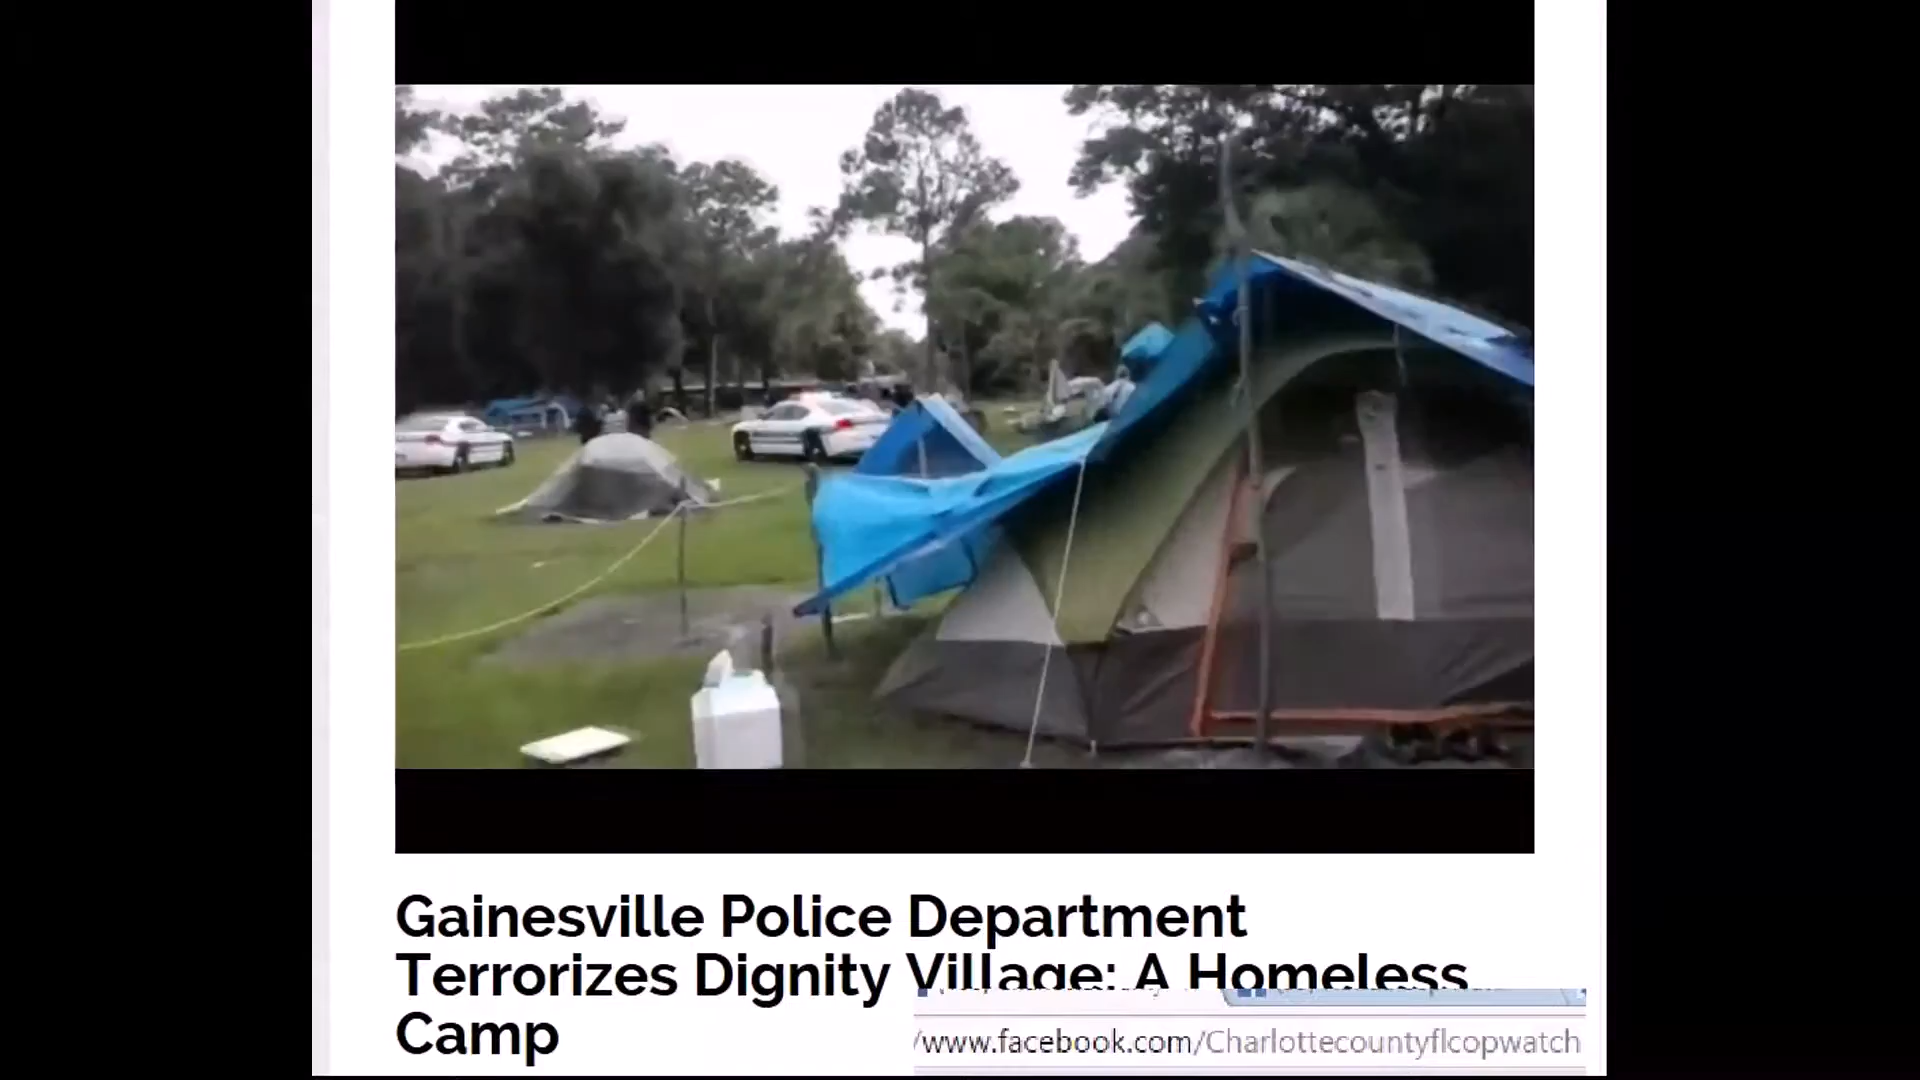 Gainesville Police Department
Terrorizes Dignity Village: A Homeless
Camp
/www.facebook.com/Charlottecountyflcopwatch